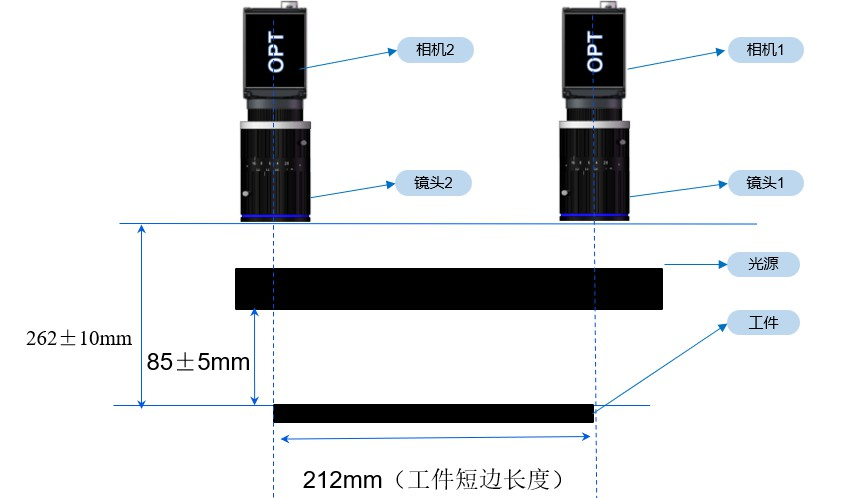 OPT
OPT
相机2
相机1
镜头2
镜头1
光源
工件
262±10mm
85±5mm
212mm（工件短边长度）